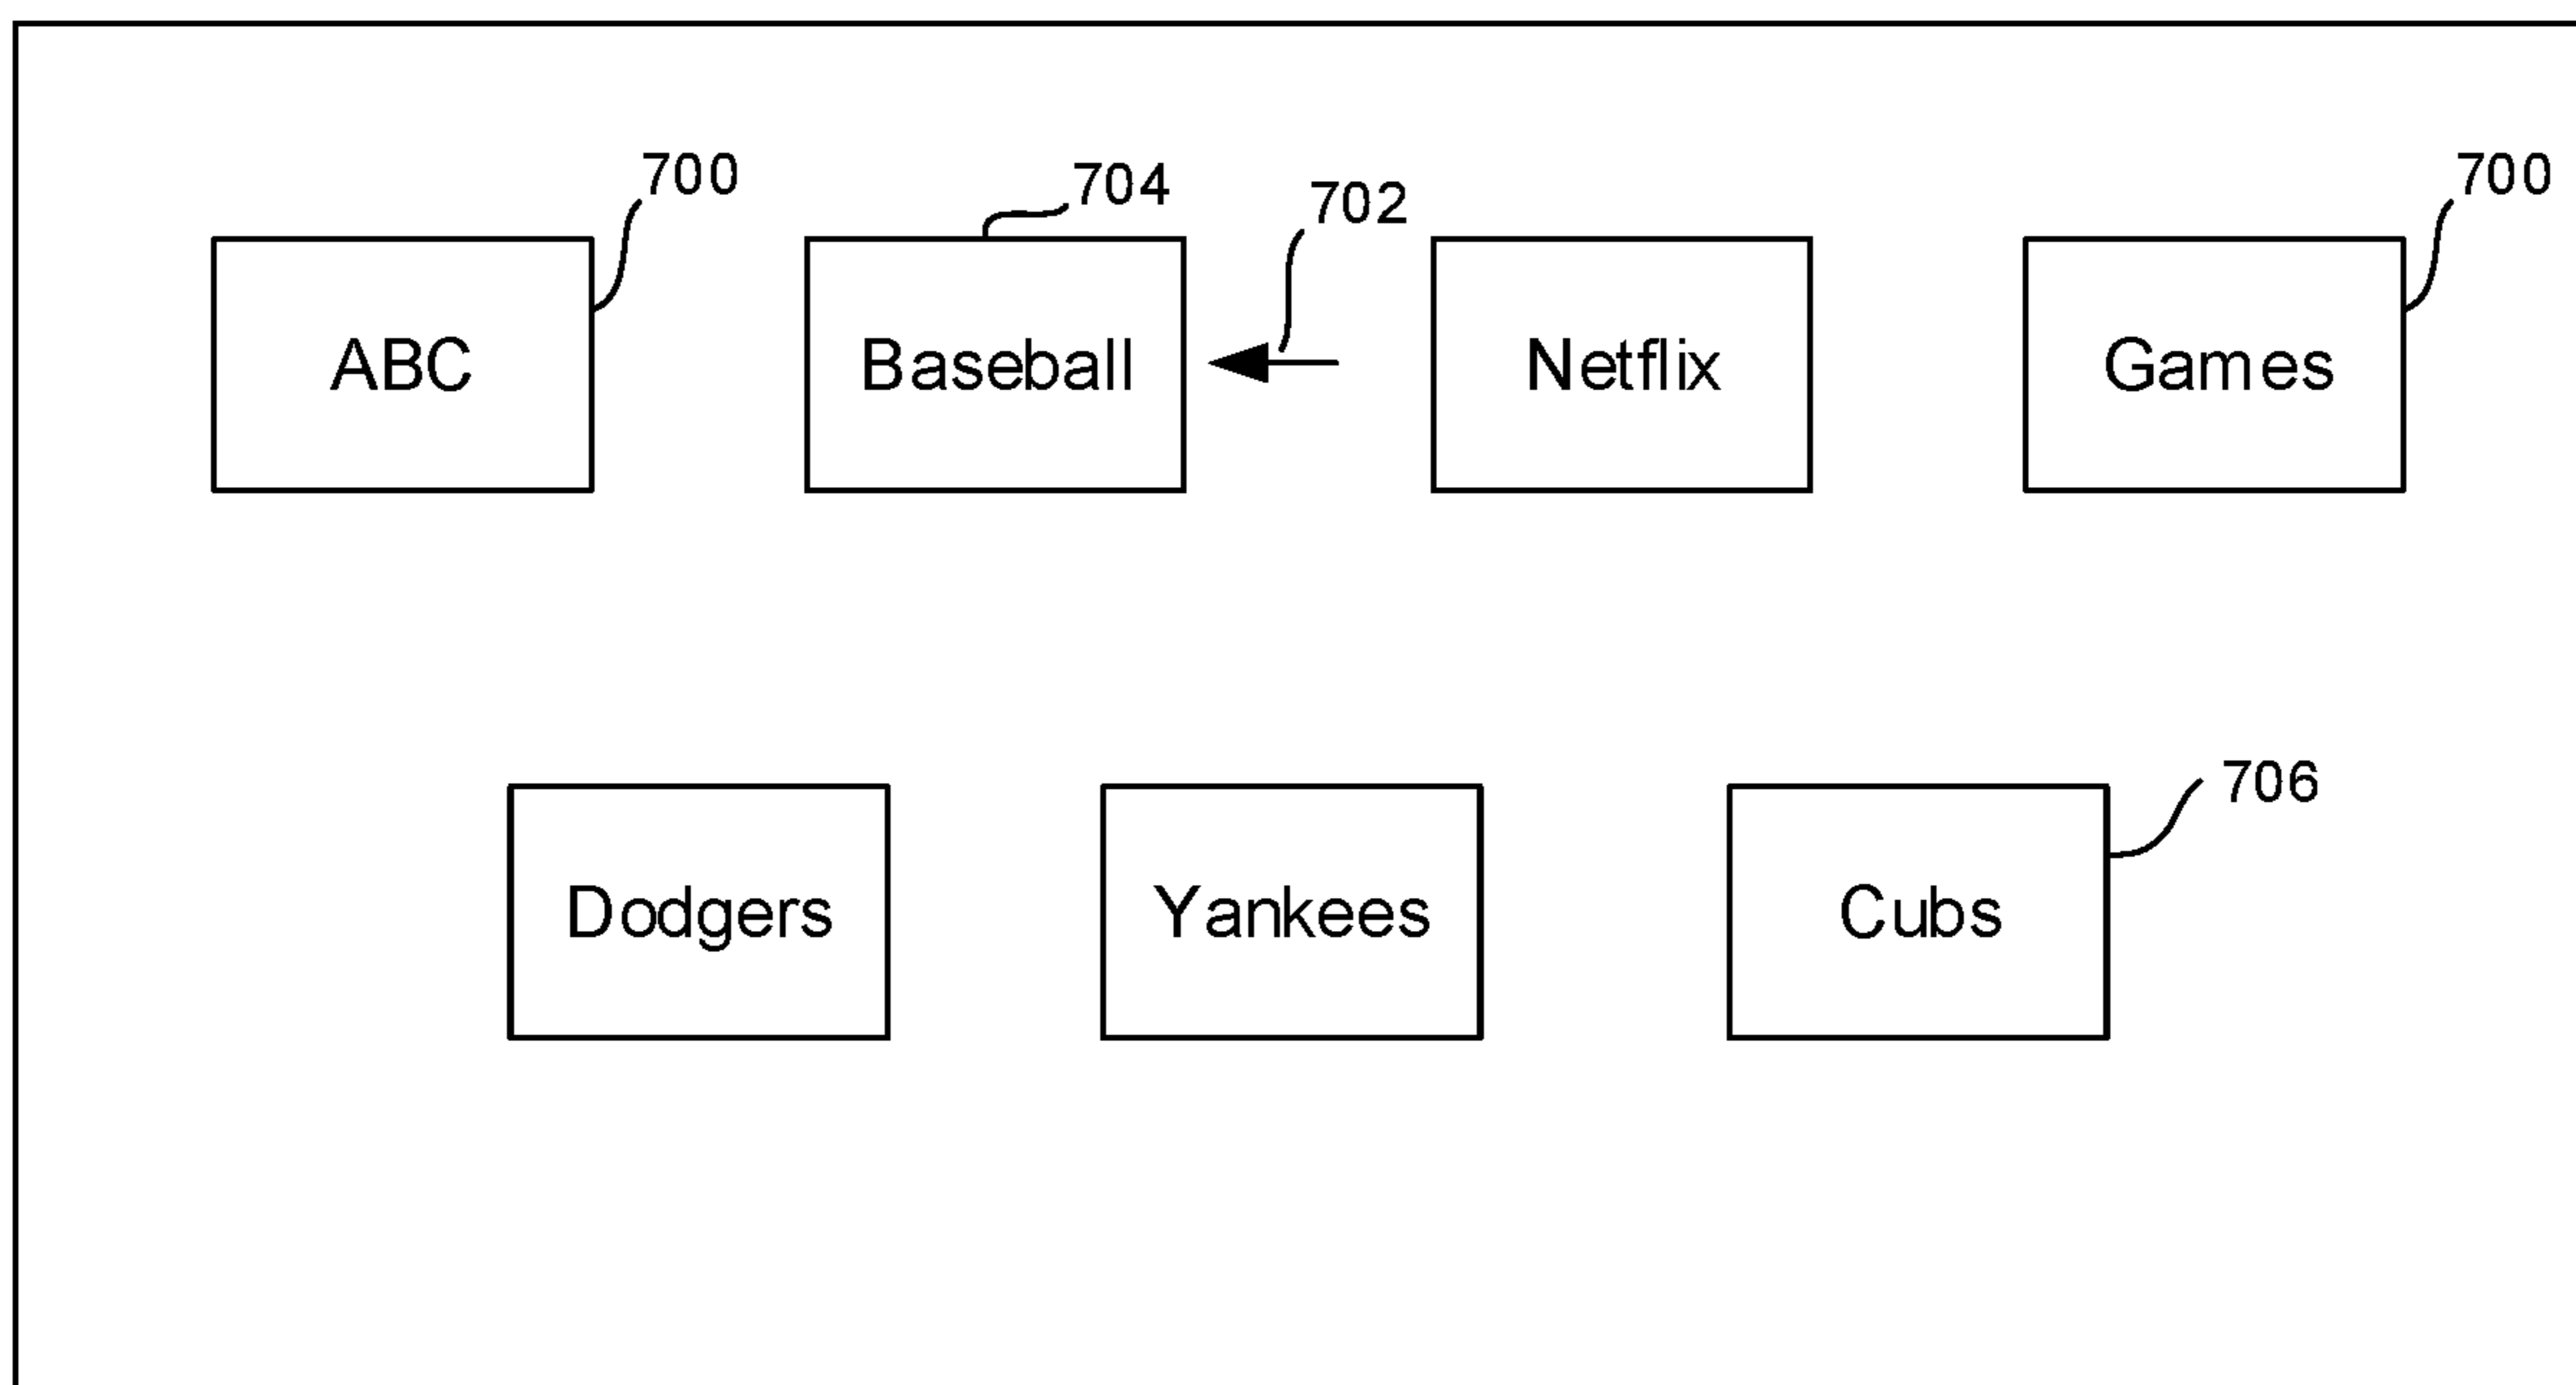 700
704
702
700
ABC
Baseball
Netflix
Games
706
Dodgers
Yankees
Cubs